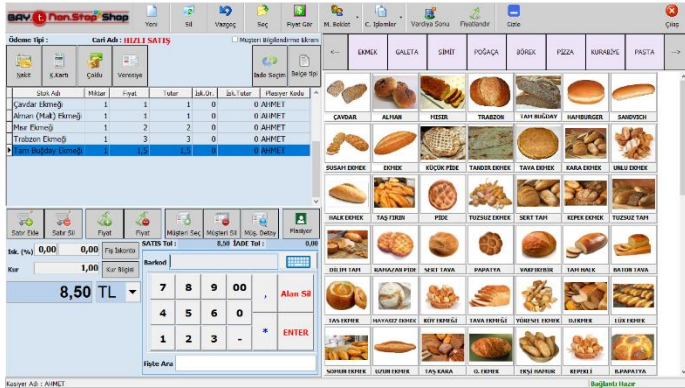 BAY.t Non.Stop Shop
Yeni
Sil
Vazgeç
Seç
Fiyat Gör
M. Beklet
C. İşlemler
Vardiya Sonu
Fiyatlandır
Gizle
Çıkış
Ödeme Tipi :
Cari Adı : HIZLI SATIŞ
Müşteri Bilgilendirme Ekranı
Nakit
K.Kartı
Çoklu
Veresiye
İade Seçim
Belge Tipi
Stok Adı Miktar Fiyat Tutar İsk.Or. İsk.Tutar Plasiyer Kodu
Çavdar Ekmeği 1 1 1 0 0 AHMET
Alman (Malt) Ekmeği 1 1 1 0 0 AHMET
Mısır Ekmeği 1 2 2 0 0 AHMET
Trabzon Ekmeği 1 3 3 0 0 AHMET
Tam Buğday Ekmeği 1 1,5 1,5 0 0 AHMET
Satır Ekle
Satır Sil
Fiyat
Fiyat
Müşteri Seç
Müşteri Sil
Müş. Detay
Plasiyer
İsk. (%) 0,00 0,00 Fiş İskonto
SATIS Tol : 8,50 İADE Tol : 0,00
Kur 1,00 Kur Bilgisi
Barkod
8,50 TL
7 8 9 00 , Alan Sil
4 5 6 0
1 2 3 - * ENTER
Fişte Ara
Kasiyer Adı : AHMET
<-- EKMEK GALETA SİMİT POĞAÇA BÖREK PİZZA KURABİYE PASTA -->
ÇAVDAR ALMAN MISIR TRABZON TAM BUĞDAY HAMBURGER SANDVICH
SUSAM EKMEK EKMEK KÜÇÜK PİDE TANDIR EKMEK TAVA EKMEK KARA EKMEK UNLU EKMEK
HALK EKMEK TAŞ FIRIN PİDE TUZSUZ EKMEK SERT TAM KEPEK EKMEK TUZSUZ TAM
DİLİM TAM RAMAZAN PİDE SERT TAVA PAPATYA VAKFIKEBİR TAM HALK BATON TAVA
TAS EKMEK HAYASIZ EKMEK KÖY EKMEĞİ TAVA EKMEĞİ YÖRESEL EKMEK D.EKMEK LÜX EKMEK
SOMUN EKMEK UZUN EKMEK TAŞ KARA O. EKMEK EKŞİ HAMUR KEPEKLİ B.PAPATYA
Bağlantı Hazır